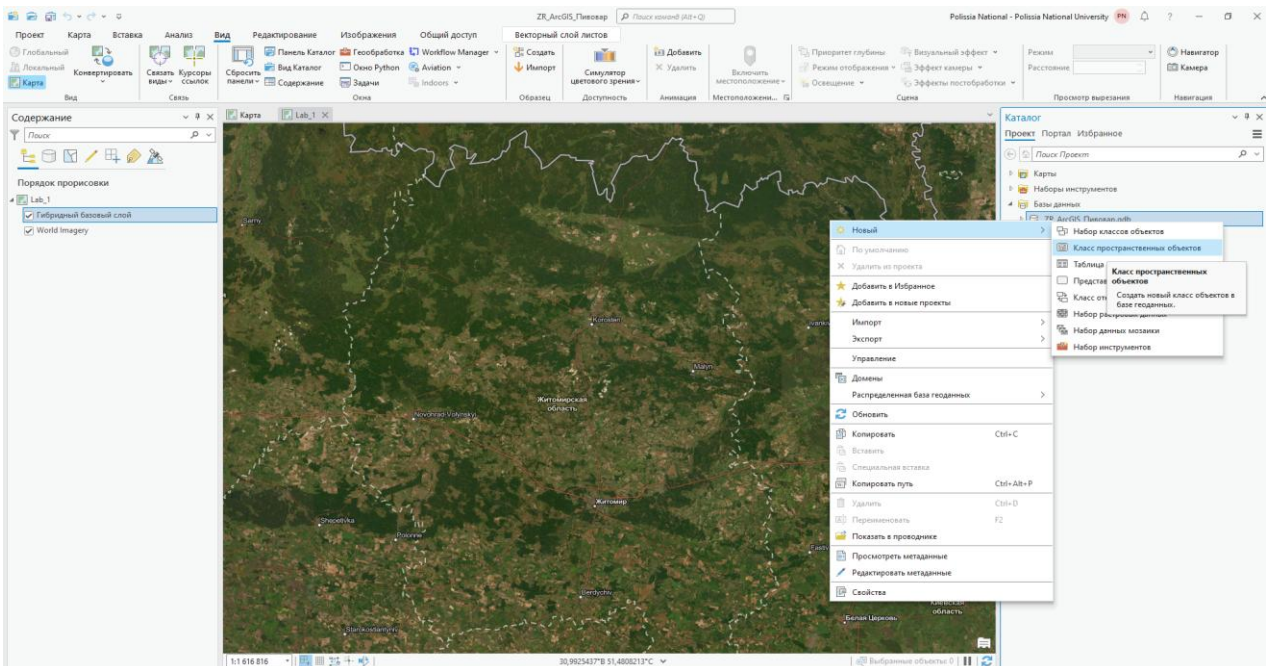 ZR_ArcGIS_Пивовар
Поиск команд (Alt+Q)
Polissia National - Polissia National University
PN
?
Проект Карта Вставка Анализ Вид Редактирование Изображения Общий доступ Векторный слой листов
Глобальный
Локальный
Карта
Конвертировать
Вид
Связать виды
Курсоры ссылок
Связь
Сбросить панели
Панель Каталог
Вид Каталог
Содержание
Геообработка
Окно Python
Задачи
Workflow Manager
Aviation
Indoors
Окна
Создать
Импорт
Образец
Симулятор цветового зрения
Доступность
Добавить
Удалить
Анимация
Включить местоположение
Местоположени...
Приоритет глубины
Режим отображения
Освещение
Визуальный эффект
Эффект камеры
Эффекты постобработки
Сцена
Режим
Расстояние
Просмотр вырезания
Навигатор
Камера
Навигация
Содержание
Поиск
Порядок прорисовки
Lab_1
Гибридный базовый слой
World Imagery
Карта
Lab_1
Sarny
Korosten
Malyn
Житомирская
область
Novohrad-Volynskyi
Житомир
Shepetivka
Polonne
Berdychiv
Starokostiantyniv
Белая Церковь
Киевская
область
1:1 616 816
30,9925437°В 51,4808213°С
Выбранные объекты: 0
Каталог
Проект Портал Избранное
Поиск Проект
Карты
Наборы инструментов
Базы данных
ZR_ArcGIS_Пивовар.gdb
Новый
По умолчанию
Удалить из проекта
Добавить в Избранное
Добавить в новые проекты
Импорт
Экспорт
Управление
Домены
Распределенная база геоданных
Обновить
Копировать Ctrl+C
Вставить
Специальная вставка
Копировать путь Ctrl+Alt+P
Удалить Ctrl+D
Переименовать F2
Показать в проводнике
Просмотреть метаданные
Редактировать метаданные
Свойства
Набор классов объектов
Класс пространственных объектов
Таблица
Представ
Класс от
Набор растровых данных
Набор данных мозаики
Набор инструментов
Класс пространственных
объектов
Создать новый класс объектов в
базе геоданных.